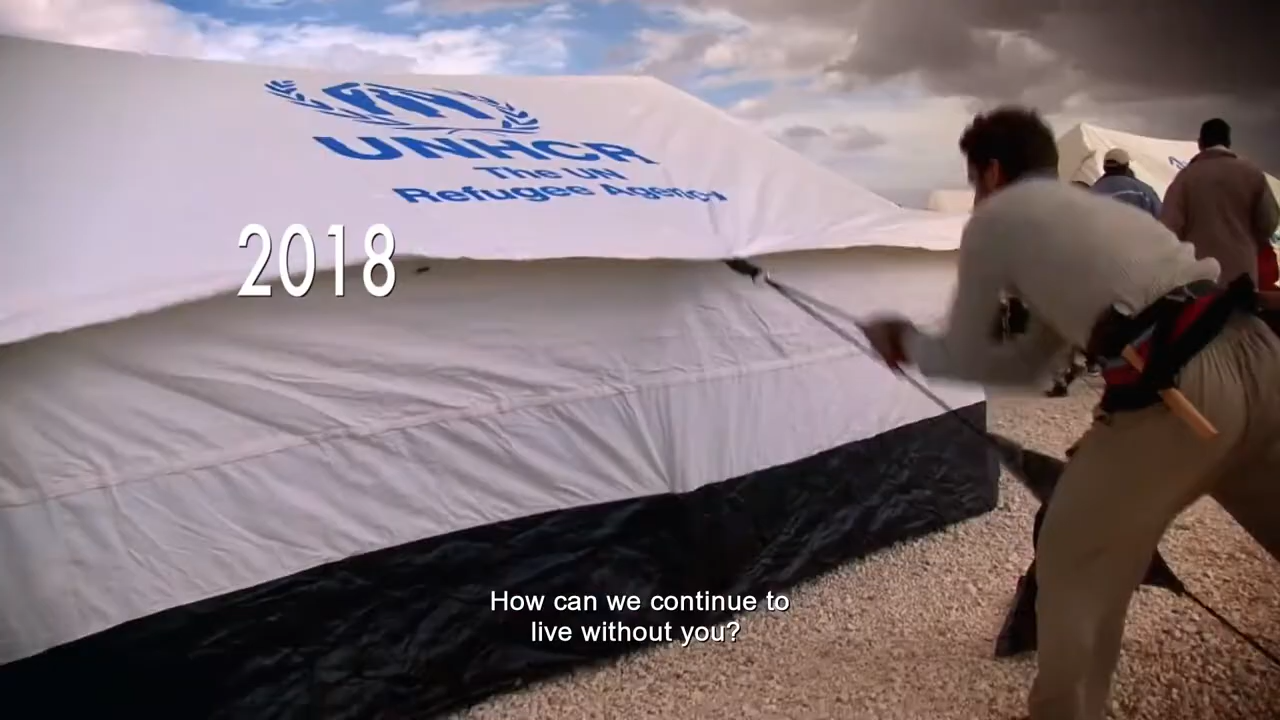 UNHCR
The UN
Refugee Agency
2018
How can we continue to
live without you?